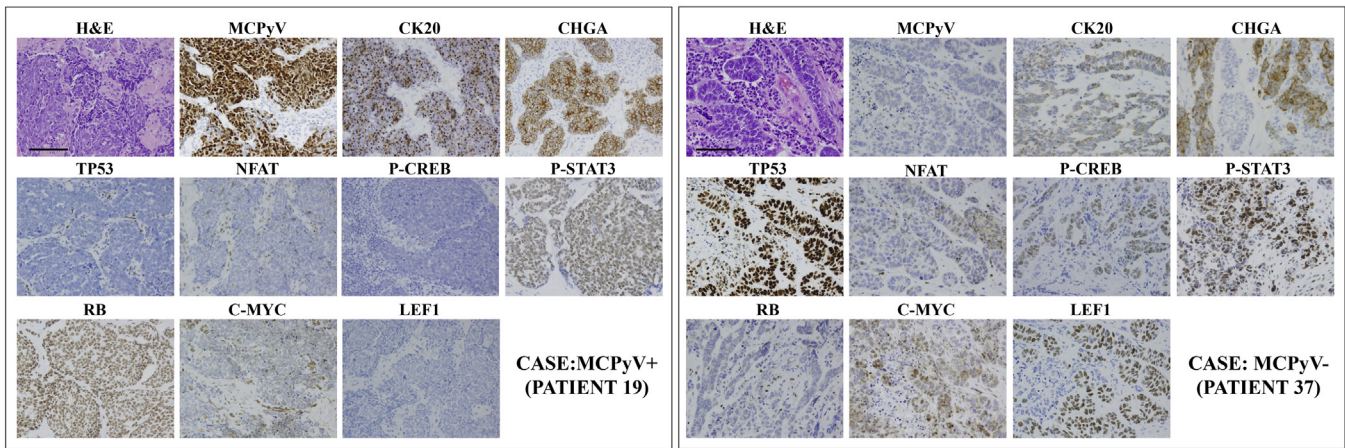 H&E MCPyV CK20 CHGA
TP53 NFAT P-CREB P-STAT3
RB C-MYC LEF1
CASE:MCPyV+
(PATIENT 19)
H&E MCPyV CK20 CHGA
TP53 NFAT P-CREB P-STAT3
RB C-MYC LEF1
CASE: MCPyV-
(PATIENT 37)